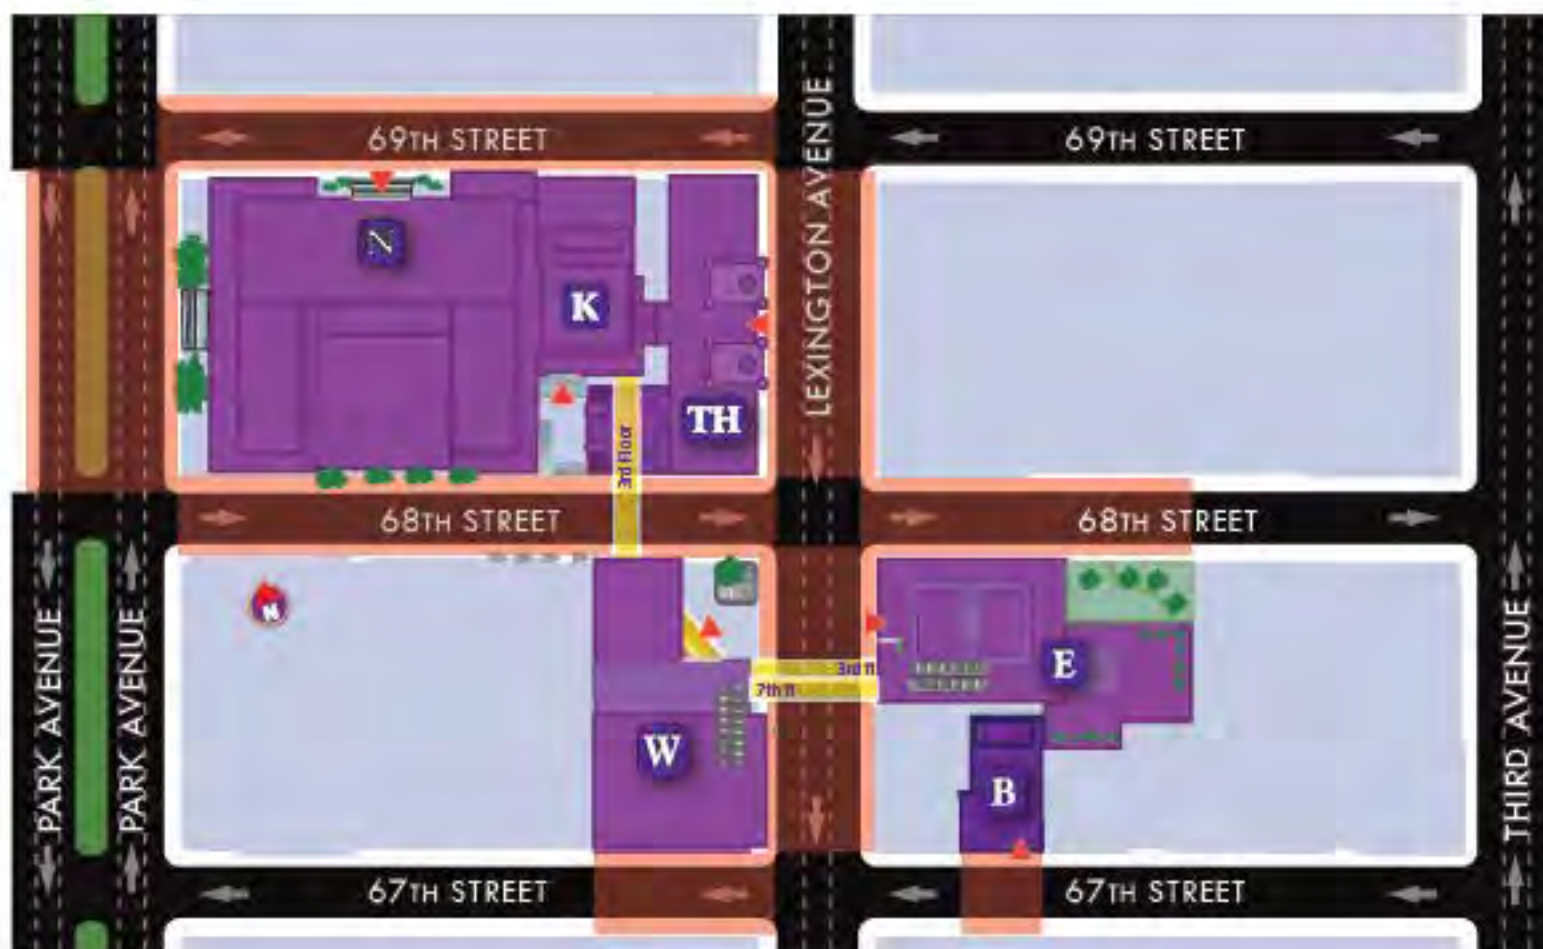 69TH STREET
69TH STREET
LEXINGTON AVENUE
N
K
TH
3rd floor
68TH STREET
68TH STREET
N
3rd fl
7th fl
E
W
B
PARK AVENUE
PARK AVENUE
THIRD AVENUE
67TH STREET
67TH STREET